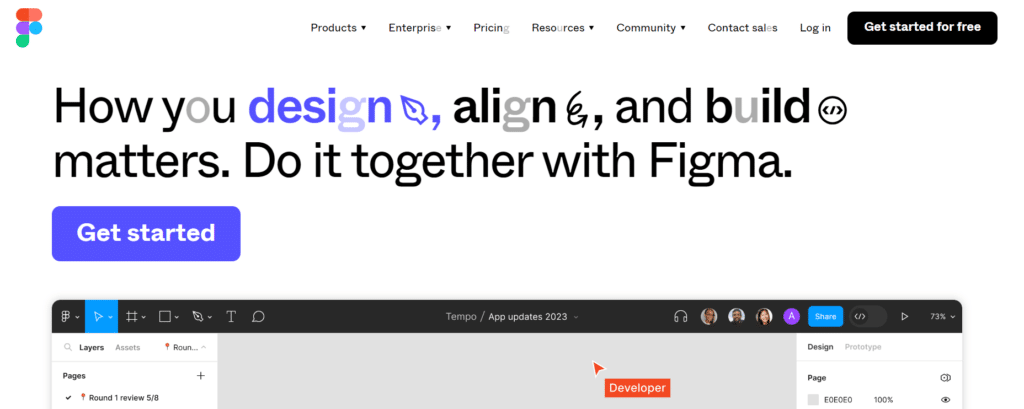 Products Enterprise Pricing Resources Community Contact sales Log in Get started for free
How you design, align, and build
matters. Do it together with Figma.
Get started
Tempo / App updates 2023
A Share 73%
Layers Assets Roun...
Design Prototype
Pages
Page
Round 1 review 5/8
E0E0E0 100%
Developer